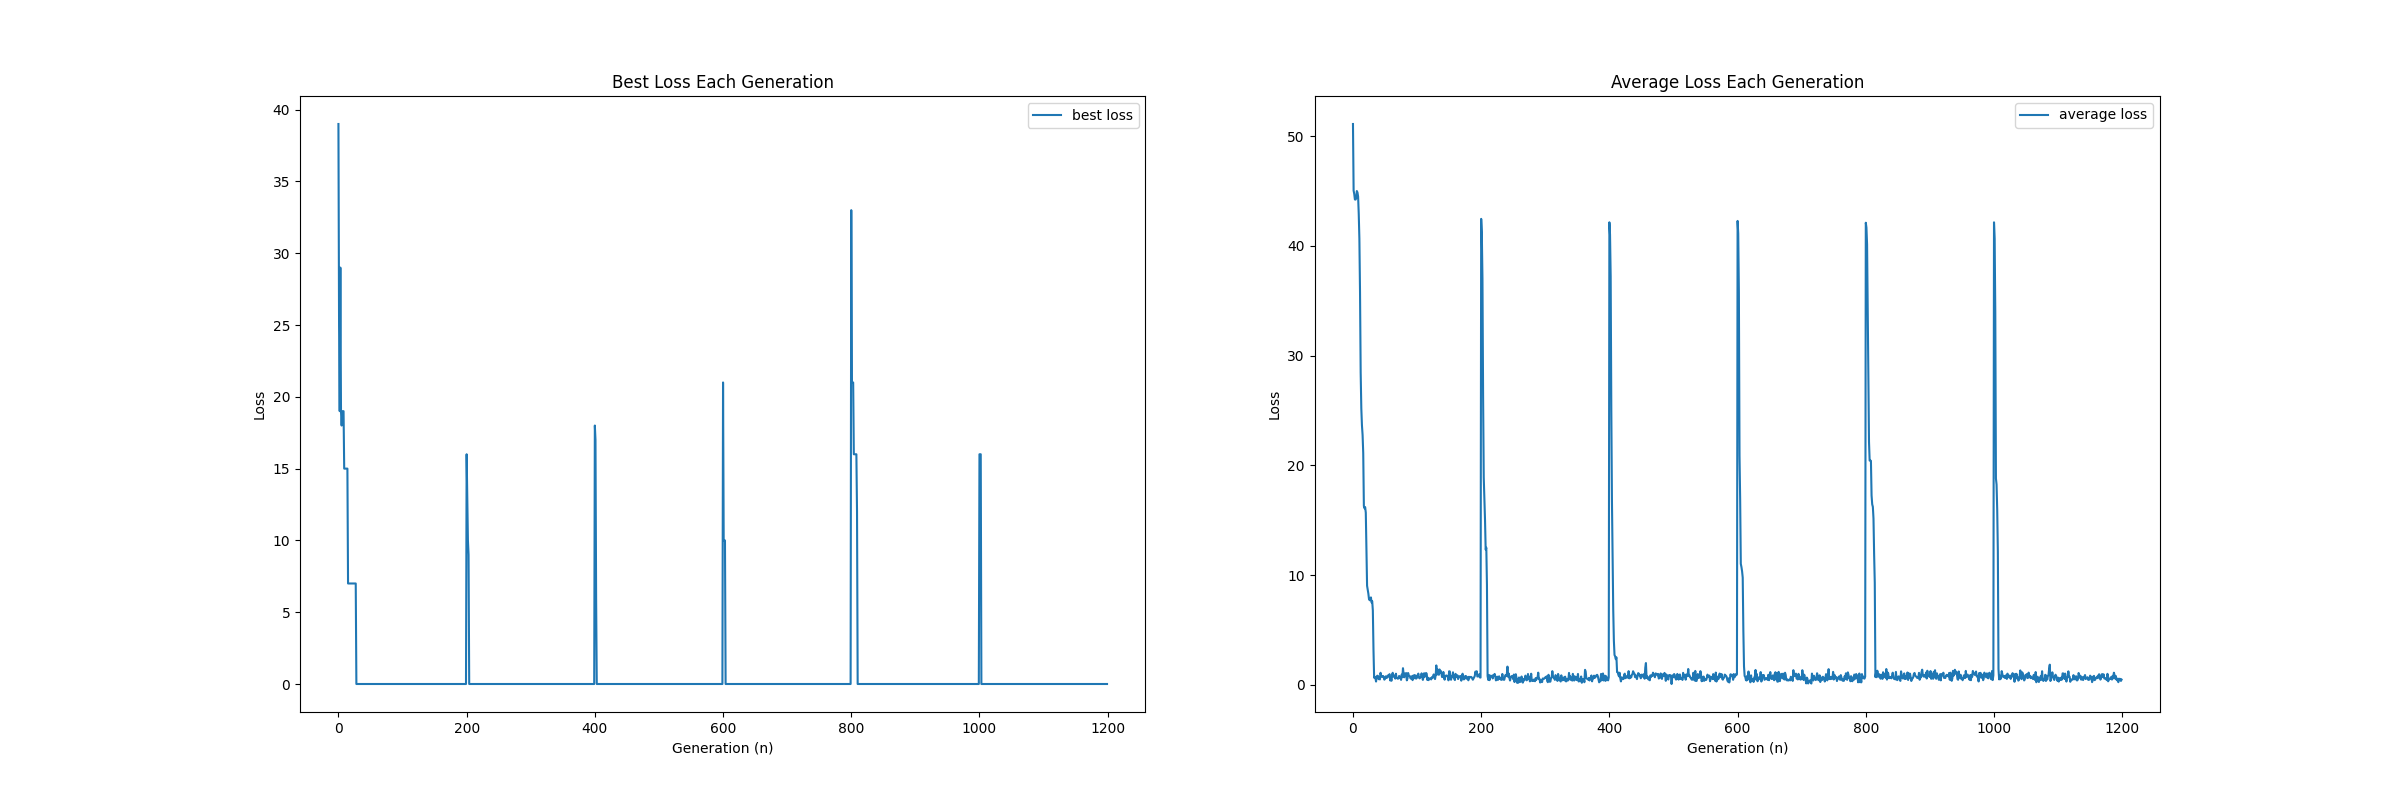 Best Loss Each Generation
best loss
40
35
30
25
20
15
10
5
0
Loss
0 200 400 600 800 1000 1200
Generation (n)
Average Loss Each Generation
average loss
50
40
30
20
10
0
Loss
0 200 400 600 800 1000 1200
Generation (n)